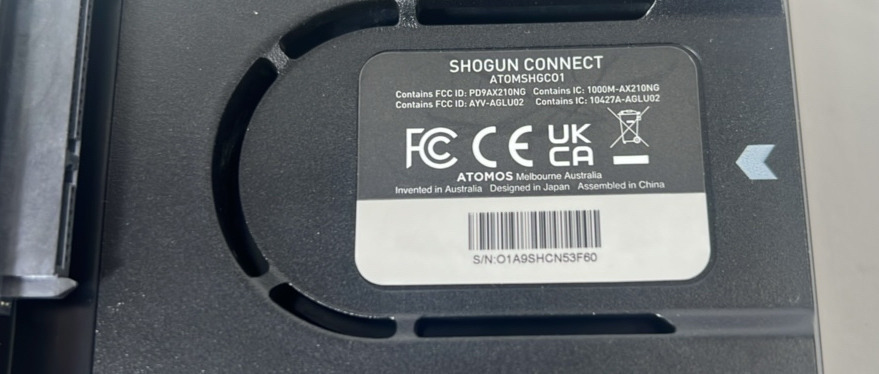 SHOGUN CONNECT
ATOMSHGC01
Contains FCC ID: PD9AX210NG Contains IC: 1000M-AX210NG
Contains FCC ID: AYV-AGLU02 Contains IC: 10427A-AGLU02
FC CE UK CA
ATOMOS Melbourne Australia
Invented in Australia Designed in Japan Assembled in China
S/N:O1A9SHCN53F60